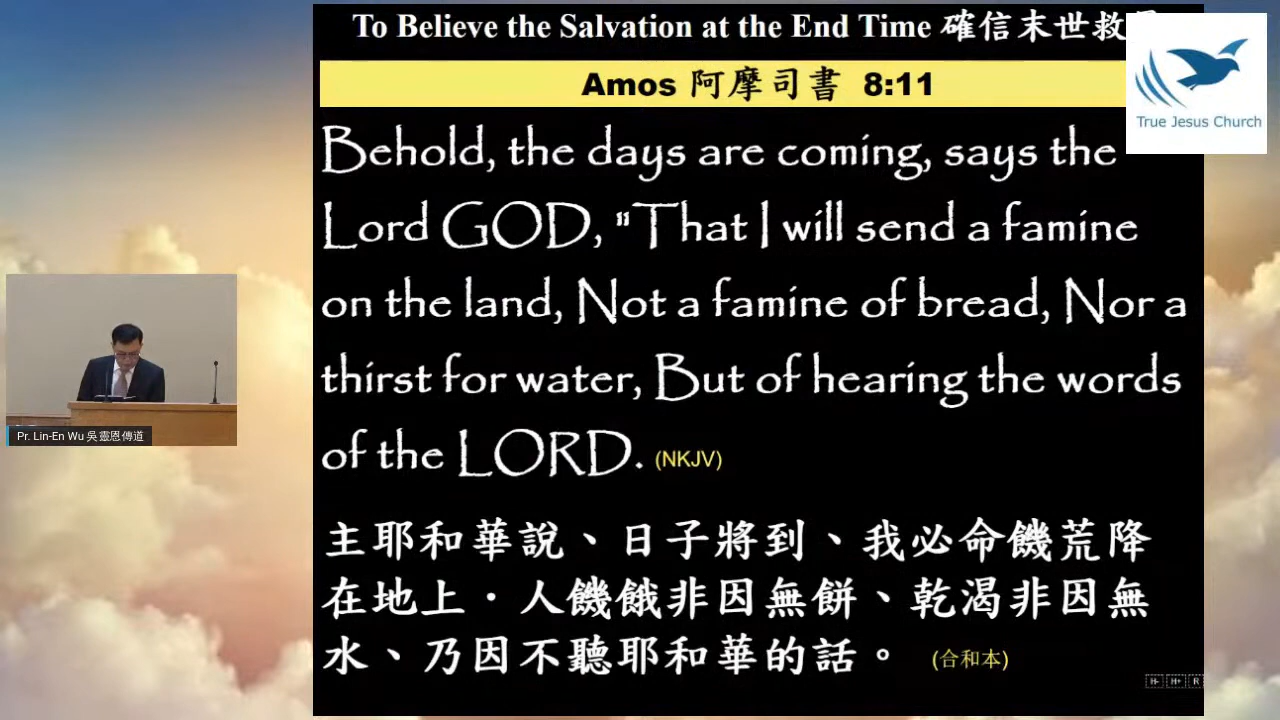 To Believe the Salvation at the End Time 確信末世救
Amos 阿摩司書 8:11
True Jesus Church
Behold, the days are coming, says the
Lord GOD, "That I will send a famine
on the land, Not a famine of bread, Nor a
thirst for water, But of hearing the words
of the LORD. (NKJV)
主耶和華說、日子將到、我必命饑荒降
在地上．人饑餓非因無餅、乾渴非因無
水、乃因不聽耶和華的話。 (合和本)
Pr. Lin-En Wu 吳靈恩傳道
H- H+ R